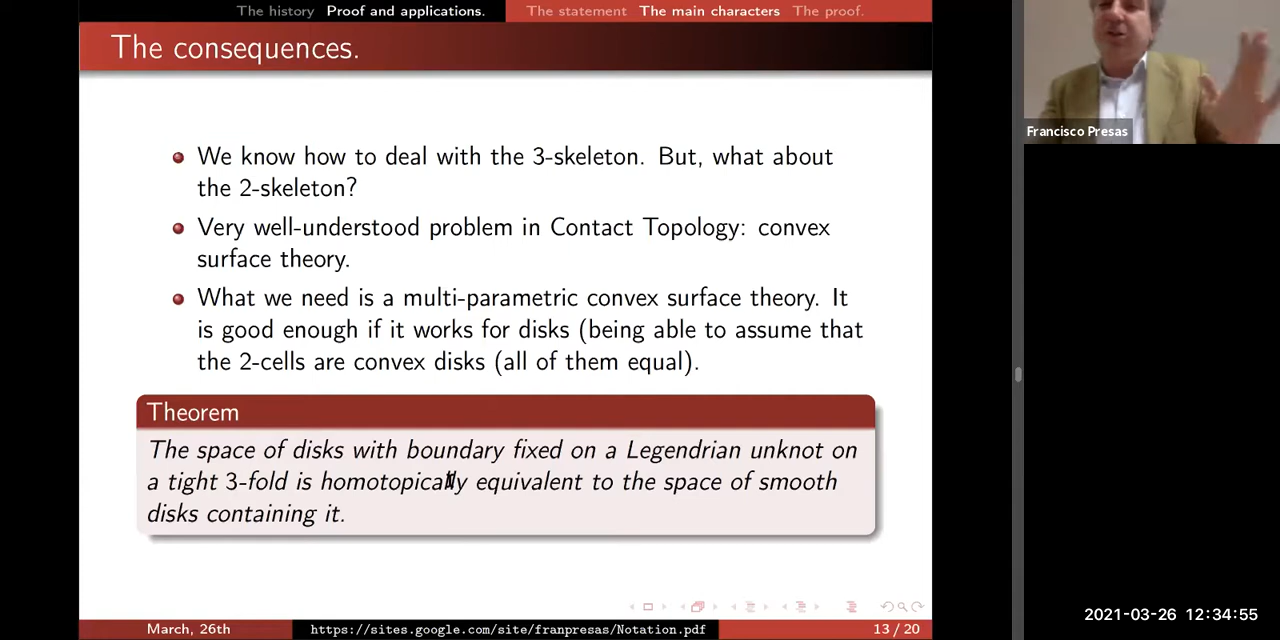 The history Proof and applications. The statement The main characters The proof.
The consequences.
We know how to deal with the 3-skeleton. But, what about
the 2-skeleton?
Very well-understood problem in Contact Topology: convex
surface theory.
What we need is a multi-parametric convex surface theory. It
is good enough if it works for disks (being able to assume that
the 2-cells are convex disks (all of them equal).
Theorem
The space of disks with boundary fixed on a Legendrian unknot on
a tight 3-fold is homotopically equivalent to the space of smooth
disks containing it.
March, 26th https://sites.google.com/site/franpresas/Notation.pdf 13 / 20
Francisco Presas
2021-03-26 12:34:55